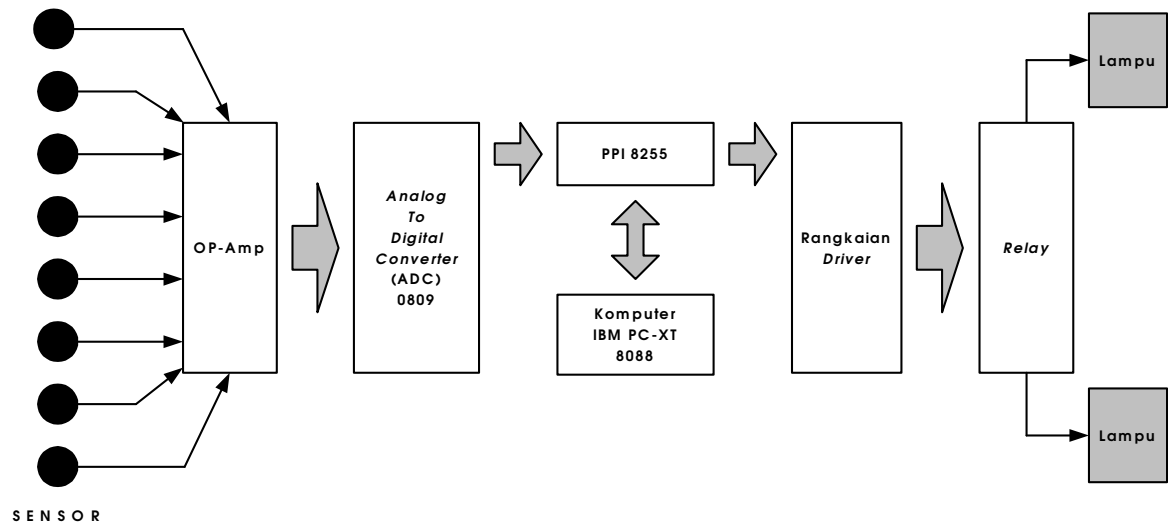 Lampu
OP-Amp
Analog
To
Digital
Converter
(ADC)
0809
PPI 8255
Komputer
IBM PC-XT
8088
Rangkaian
Driver
Relay
Lampu
SENSOR